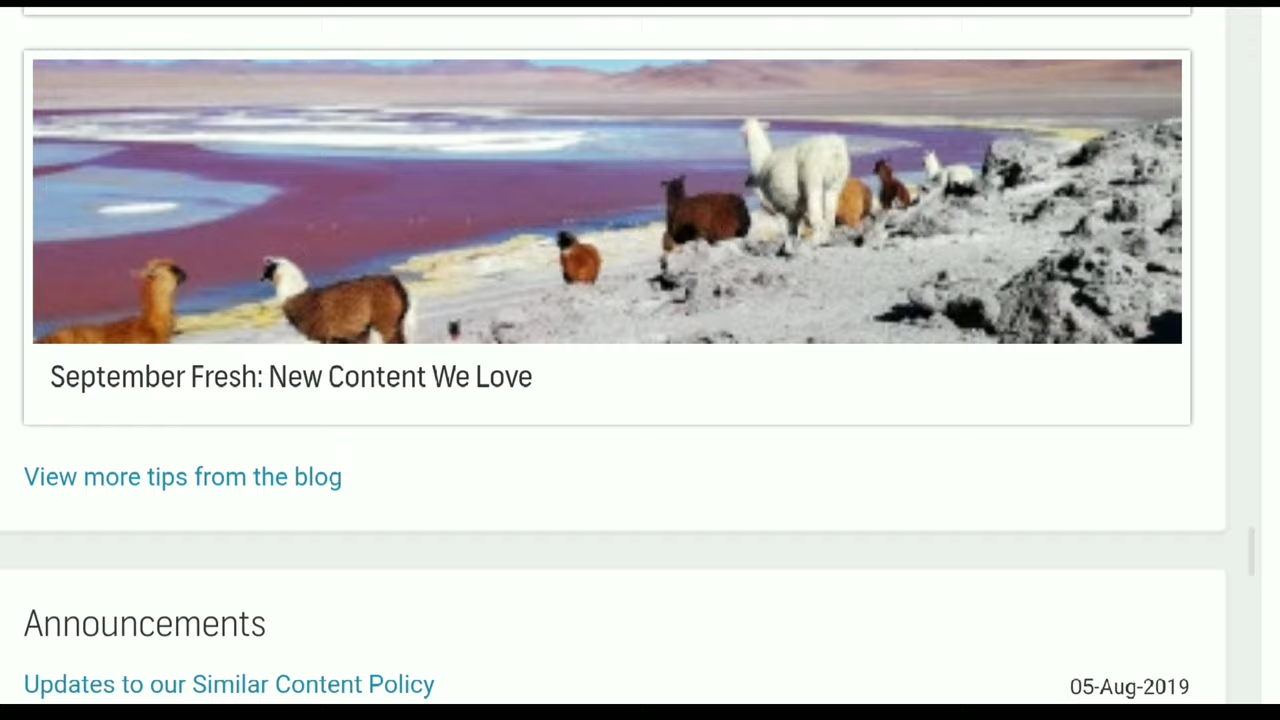 September Fresh: New Content We Love
View more tips from the blog
Announcements
Updates to our Similar Content Policy 05-Aug-2019